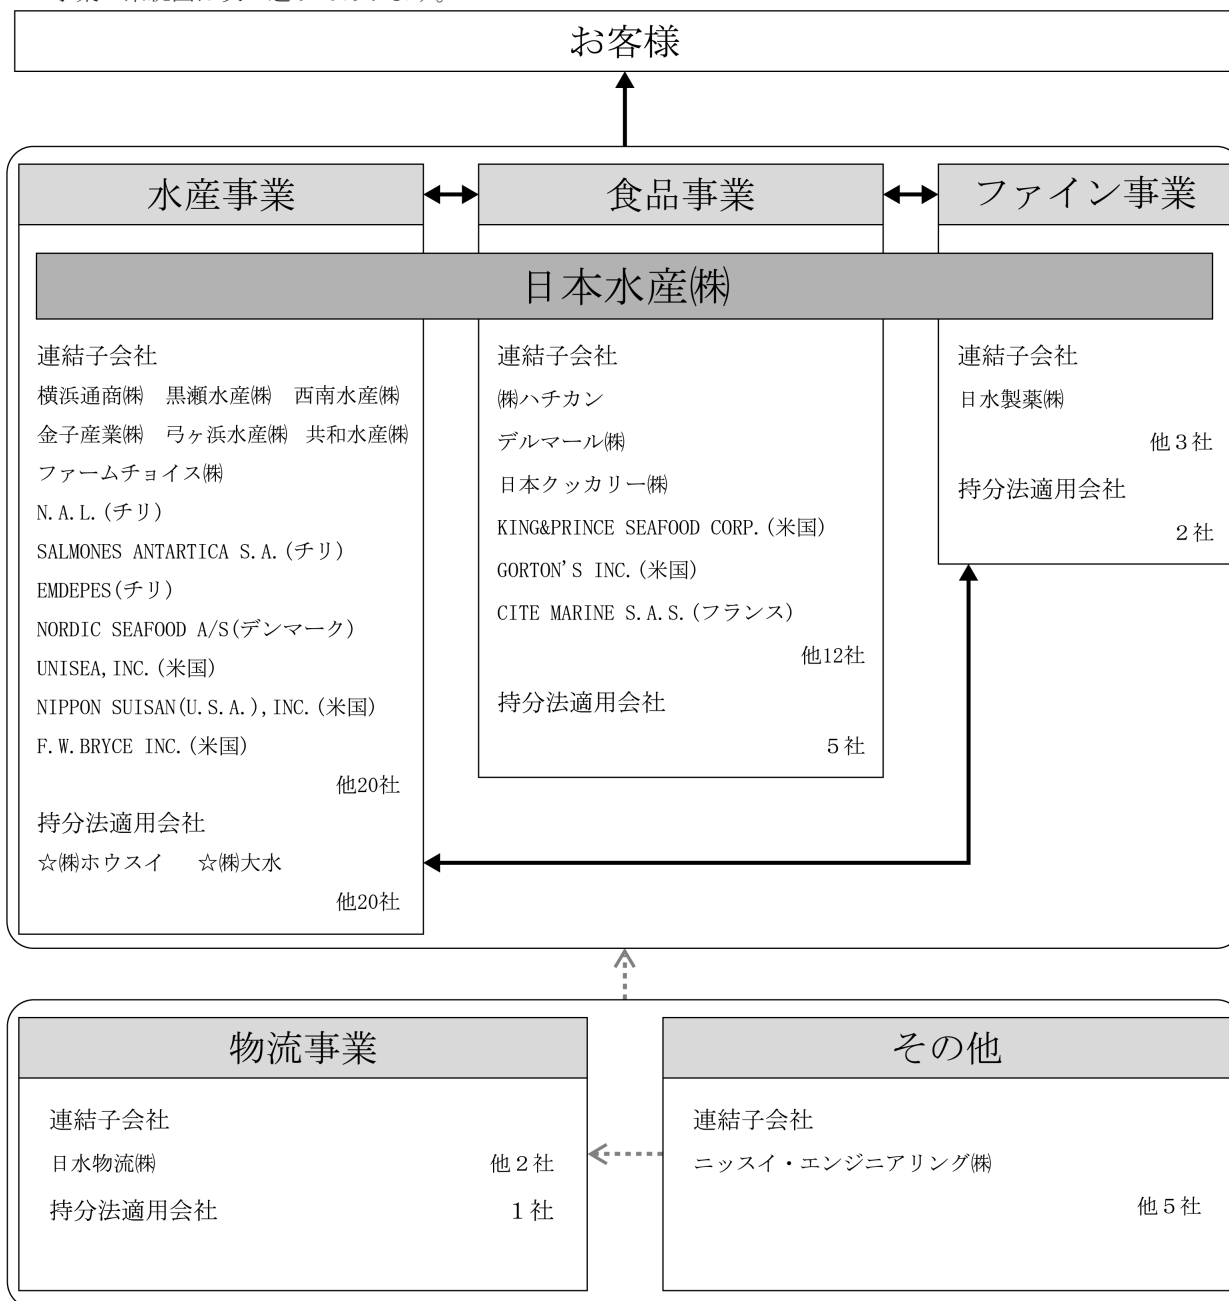 お客様
水産事業
食品事業
ファイン事業
日本水産㈱
連結子会社
横浜通商㈱　黒瀬水産㈱　西南水産㈱
金子産業㈱　弓ヶ浜水産㈱　共和水産㈱
ファームチョイス㈱
N.A.L.(チリ)
SALMONES ANTARTICA S.A.(チリ)
EMDEPES(チリ)
NORDIC SEAFOOD A/S(デンマーク)
UNISEA,INC.(米国)
NIPPON SUISAN(U.S.A.),INC.(米国)
F.W.BRYCE INC.(米国)
他20社
持分法適用会社
☆㈱ホウスイ　☆㈱大水
他20社
連結子会社
㈱ハチカン
デルマール㈱
日本クッカリー㈱
KING&PRINCE SEAFOOD CORP.(米国)
GORTON'S INC.(米国)
CITE MARINE S.A.S.(フランス)
他12社
持分法適用会社
５社
連結子会社
日水製薬㈱
他３社
持分法適用会社
２社
物流事業
連結子会社
日水物流㈱　他２社
持分法適用会社　１社
その他
連結子会社
ニッスイ・エンジニアリング㈱
他５社